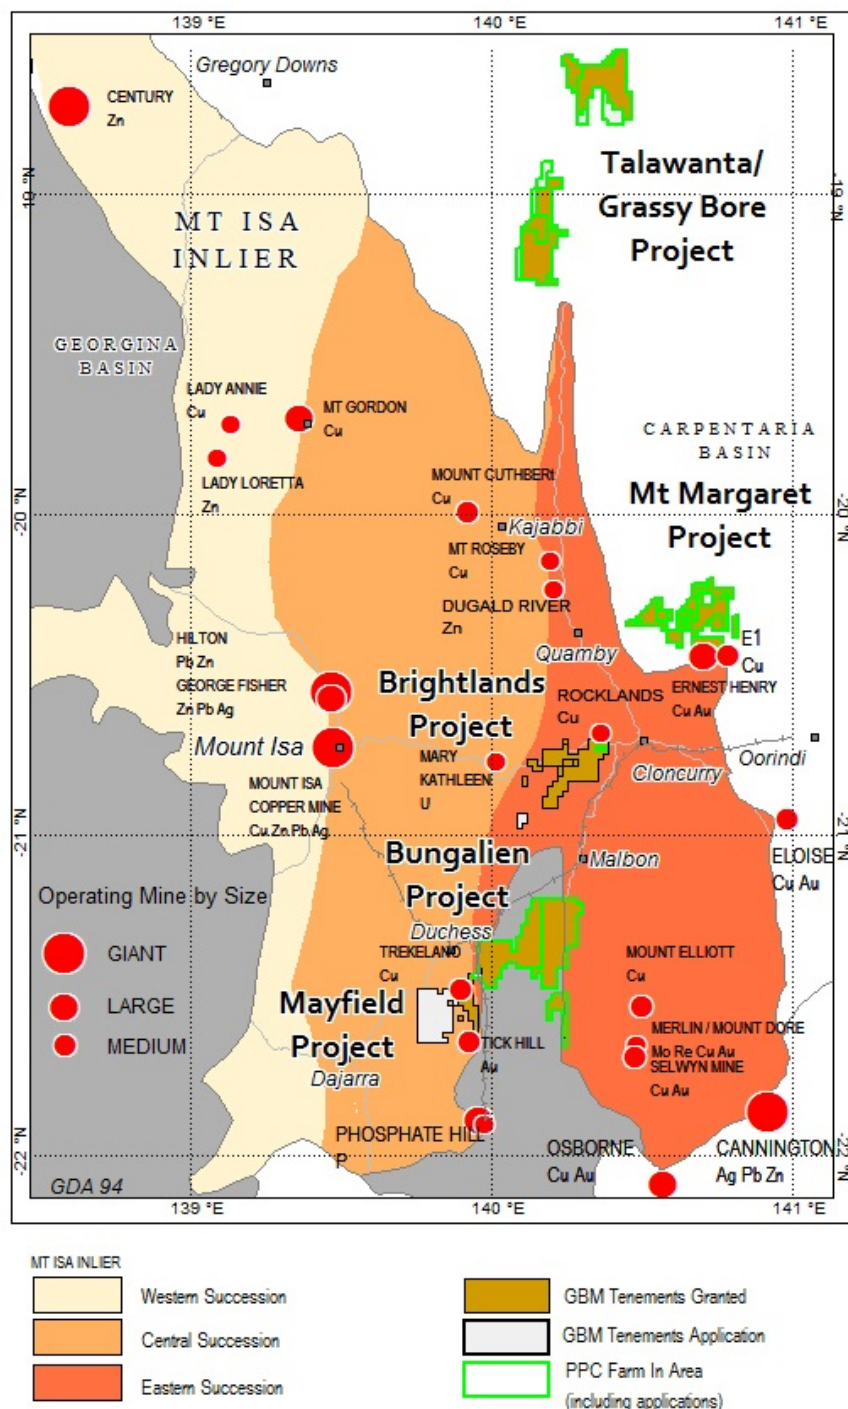 139 °E
140 °E
141 °E
Gregory Downs
CENTURY
Zn
-19 °N
-19 °N
Talawanta/
Grassy Bore
Project
MT ISA
INLIER
GEORGINA
BASIN
LADY ANNIE
Cu
MT GORDON
Cu
LADY LORETTA
Zn
CARPENTARIA
BASIN
MOUNT CUTHBERt
Cu
Mt Margaret
Project
-20 °N
-20 °N
Kajabbi
MT ROSEBY
Cu
DUGALD RIVER
Zn
Quamby
E1
Cu
ERNEST HENRY
Cu Au
HILTON
Pb Zn
GEORGE FISHER
Zn Pb Ag
Brightlands
Project
ROCKLANDS
Cu
Mount Isa
MARY
KATHLEEN
U
Cloncurry
Oorindi
MOUNT ISA
COPPER MINE
Cu Zn Pb Ag
-21 °N
-21 °N
Bungalien
Project
Malbon
ELOISE
Cu Au
Operating Mine by Size
GIANT
LARGE
MEDIUM
Duchess
TREKELANO
Cu
MOUNT ELLIOTT
Cu
Mayfield
Project
Dajarra
TICK HILL
Au
MERLIN / MOUNT DORE
Mo Re Cu Au
SELWYN MINE
Cu Au
PHOSPHATE HILL
P
OSBORNE
Cu Au
CANNINGTON
Ag Pb Zn
-22 °N
-22 °N
GDA 94
139 °E
140 °E
141 °E
MT ISA INLIER
Western Succession
Central Succession
Eastern Succession
GBM Tenements Granted
GBM Tenements Application
PPC Farm In Area
(including applications)